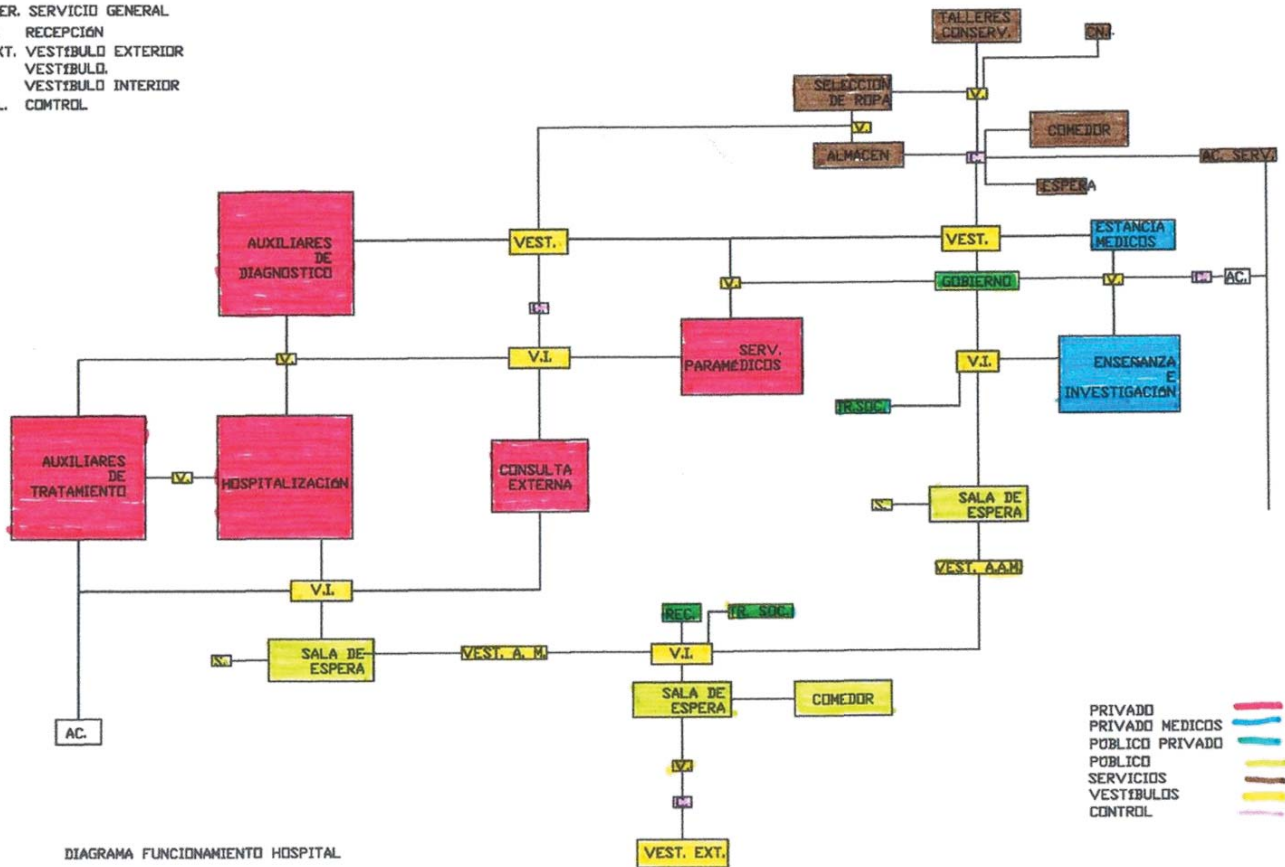 ER. SERVICIO GENERAL
RECEPCIóN
XT. VESTíBULO EXTERIOR
VESTíBULO.
VESTíBULO INTERIOR
L. COMTROL
TALLERES
CONSERV.
SELECCION
DE ROPA
V.
V.
COMEDOR
ALMACEN
C.
AC. SERV.
ESPERA
AUXILIARES
DE
DIAGNOSTICO
VEST.
VEST.
ESTANCIA
MEDICOS
V.
GOBIERNO
V.
C.
AC.
C.
V.
V.I.
SERV.
PARAMéDICOS
V.I.
ENSEÑANZA
E
INVESTIGACIóN
TR.SOC.
AUXILIARES
DE
TRATAMIENTO
V.
HOSPITALIZACIóN
CONSULTA
EXTERNA
S.
SALA DE
ESPERA
VEST. A.A.M.
V.I.
REC.
TR. SOC.
S.
SALA DE
ESPERA
VEST. A. M.
V.I.
SALA DE
ESPERA
COMEDOR
AC.
V.
C.
VEST. EXT.
PRIVADO
PRIVADO MEDICOS
PúBLICO PRIVADO
PúBLICO
SERVICIOS
VESTíBULOS
CONTROL
DIAGRAMA FUNCIONAMIENTO HOSPITAL